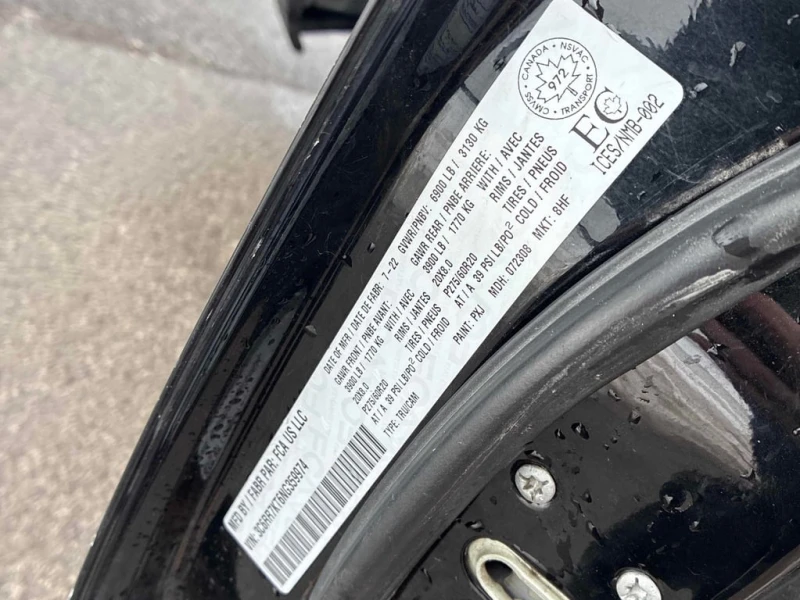 MFD BY / FABR PAR: FCA US LLC
DATE OF MFR / DATE DE FABR: 7-22 GVWR/PNBV: 6900 LB / 3130 KG
GAWR FRONT / PNBE AVANT: GAWR REAR / PNBE ARRIERE:
3900 LB / 1770 KG WITH / AVEC 3900 LB / 1770 KG WITH / AVEC
20X8.0 RIMS / JANTES 20X8.0 RIMS / JANTES
P275/60R20 TIRES / PNEUS P275/60R20 TIRES / PNEUS
AT / A 39 PSI/LB/PO² COLD / FROID AT / A 39 PSI/LB/PO² COLD / FROID
TYPE: TRU/CAM PAINT: PXJ MDH: 072308 MKT: 8HF
CANADA • NSVAC • TRANSPORT • CMVSS
972
EC
ICES/NMB-002